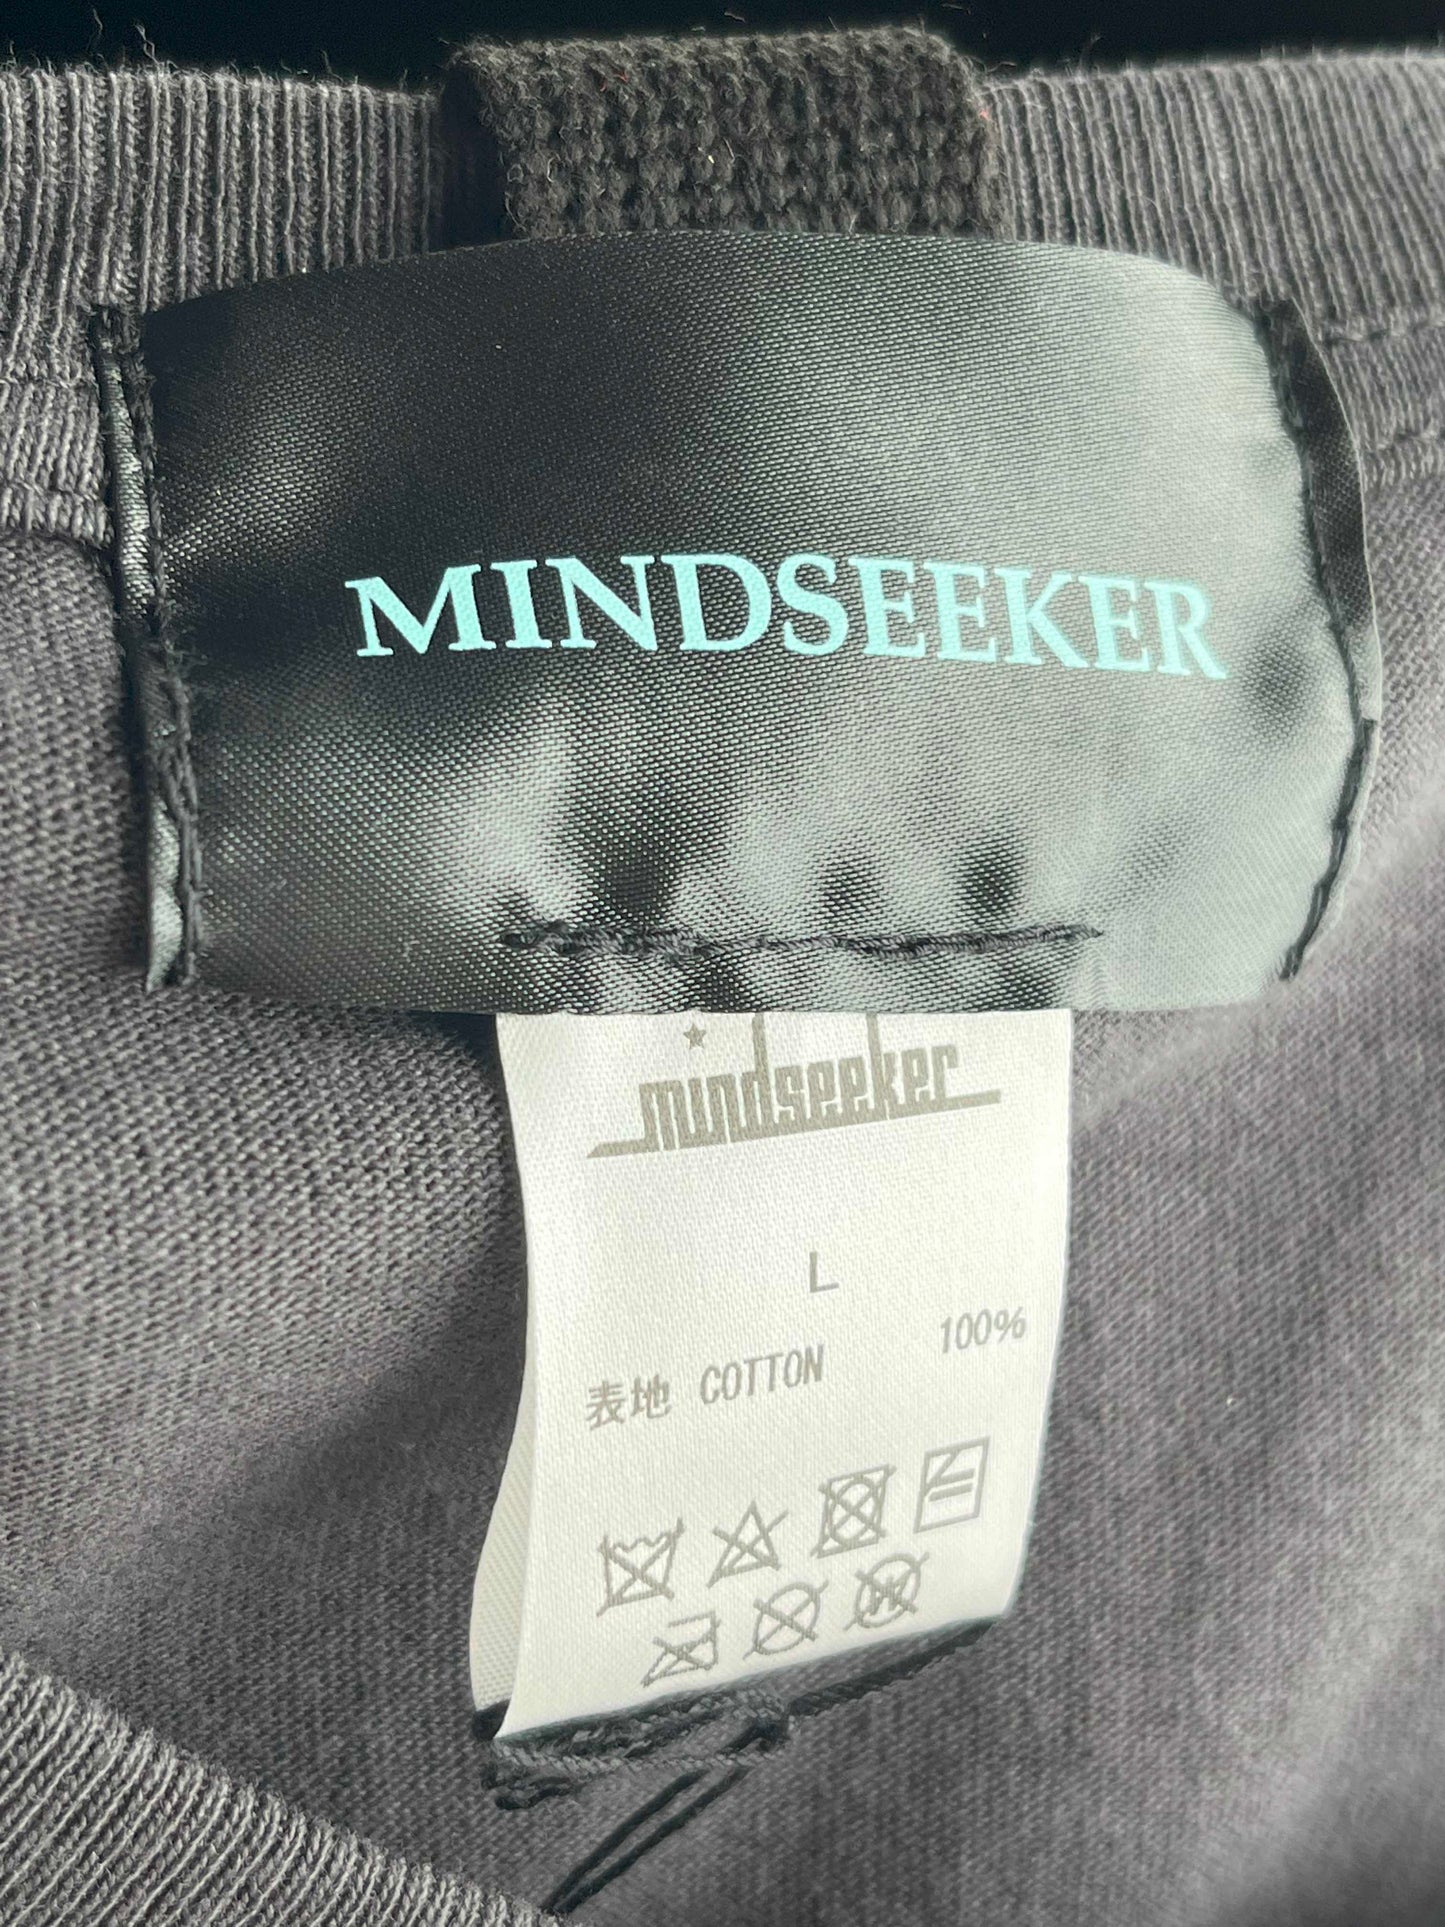 MINDSEEKER
mindseeker
L
表地 COTTON 100%